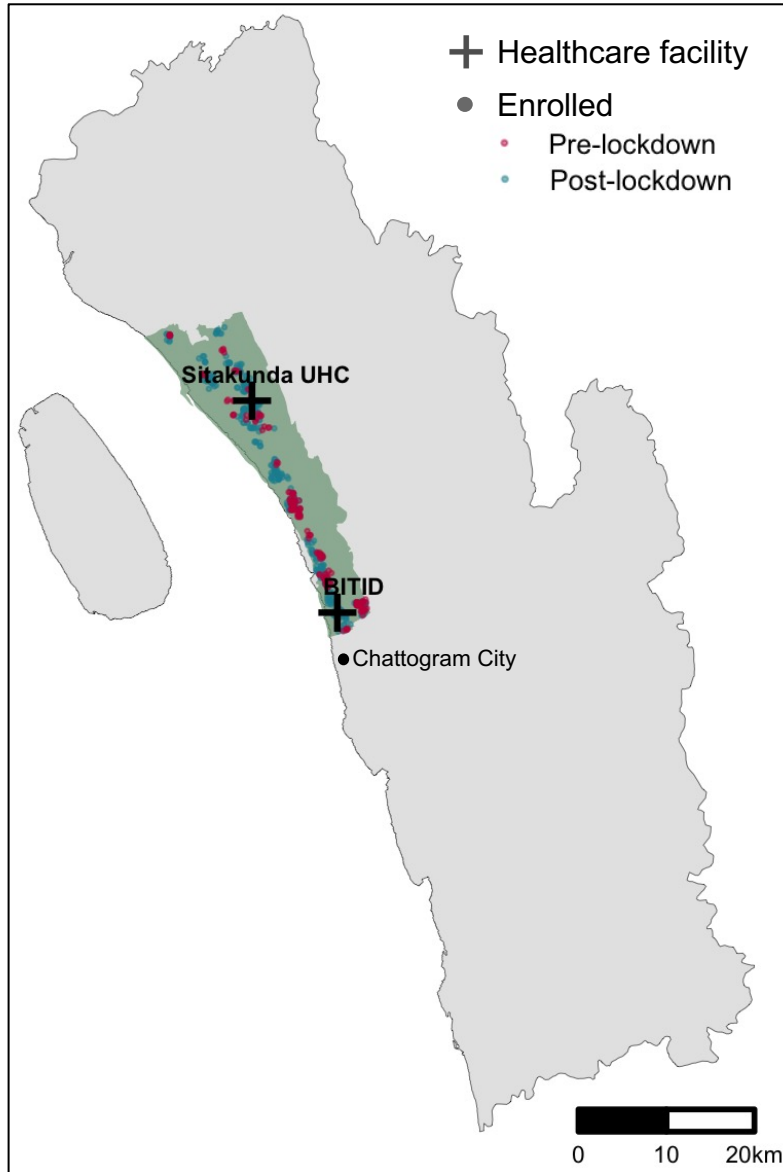 Healthcare facility
Enrolled
Pre-lockdown
Post-lockdown
Sitakunda UHC
BITID
Chattogram City
0 10 20km